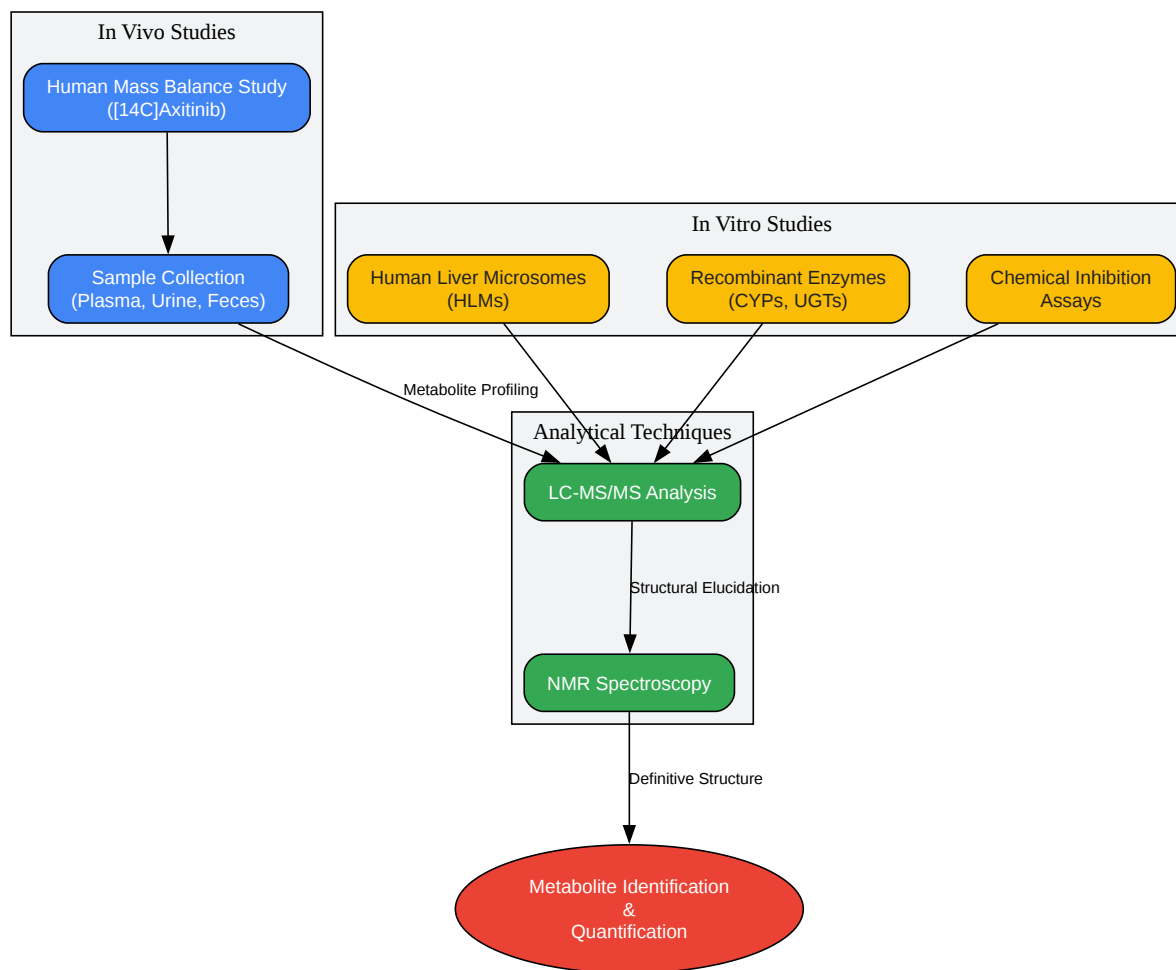 In Vivo Studies
Human Mass Balance Study
([14C]Axitinib)
Sample Collection
(Plasma, Urine, Feces)
In Vitro Studies
Human Liver Microsomes
(HLMs)
Recombinant Enzymes
(CYPs, UGTs)
Chemical Inhibition
Assays
Metabolite Profiling
Analytical Techniques
LC-MS/MS Analysis
Structural Elucidation
NMR Spectroscopy
Definitive Structure
Metabolite Identification
&
Quantification